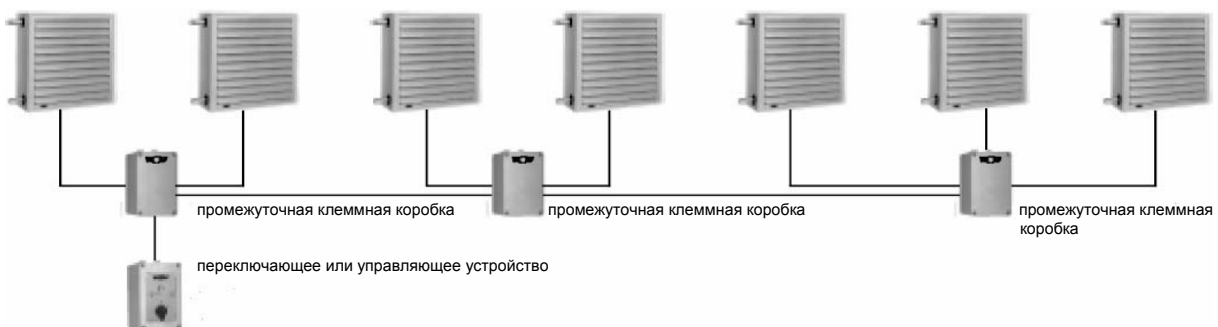 промежуточная клеммная коробка
промежуточная клеммная коробка
промежуточная клеммная
коробка
переключающее или управляющее устройство